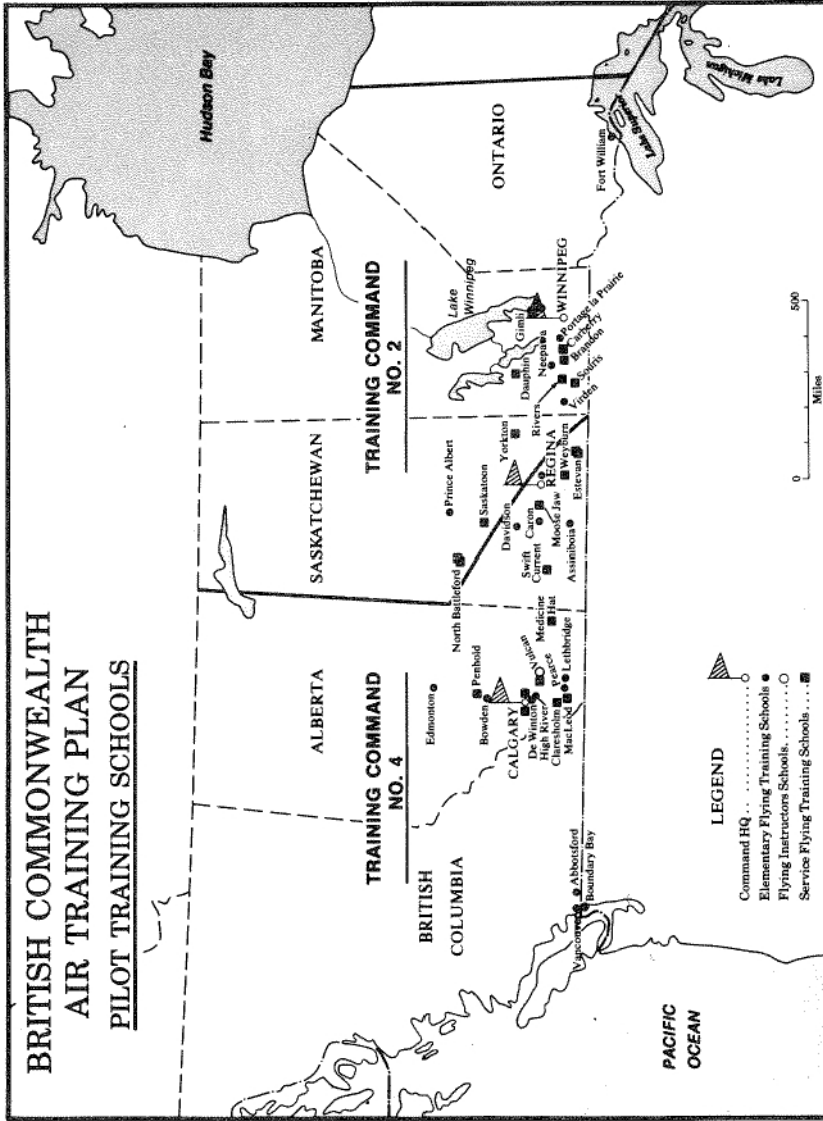 BRITISH COMMONWEALTH
AIR TRAINING PLAN
PILOT TRAINING SCHOOLS
Hudson Bay
MANITOBA
SASKATCHEWAN
ALBERTA
ONTARIO
BRITISH
COLUMBIA
TRAINING COMMAND
NO. 4
TRAINING COMMAND
NO. 2
Lake
Winnipeg
Lake Superior
Lake Michigan
Fort William
PACIFIC
OCEAN
Vancouver
Abbotsford
Boundary Bay
Edmonton
Penhold
Bowden
CALGARY
De Winton
High River
Claresholm
MacLeod
Vulcan
Pearce
Lethbridge
Medicine
Hat
North Battleford
Prince Albert
Saskatoon
Davidson
Swift
Current
Caron
Moose Jaw
Assiniboia
REGINA
Yorkton
Weyburn
Estevan
Dauphin
Neepawa
Gimli
WINNIPEG
Portage la Prairie
Carberry
Brandon
Rivers
Souris
Virden
LEGEND
Command HQ
Elementary Flying Training Schools
Flying Instructors Schools
Service Flying Training Schools
0
500
Miles